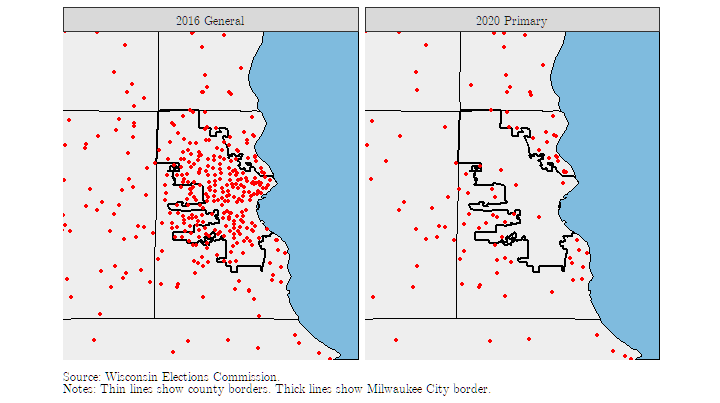 2016 General
2020 Primary
Source: Wisconsin Elections Commission.
Notes: Thin lines show county borders. Thick lines show Milwaukee City border.